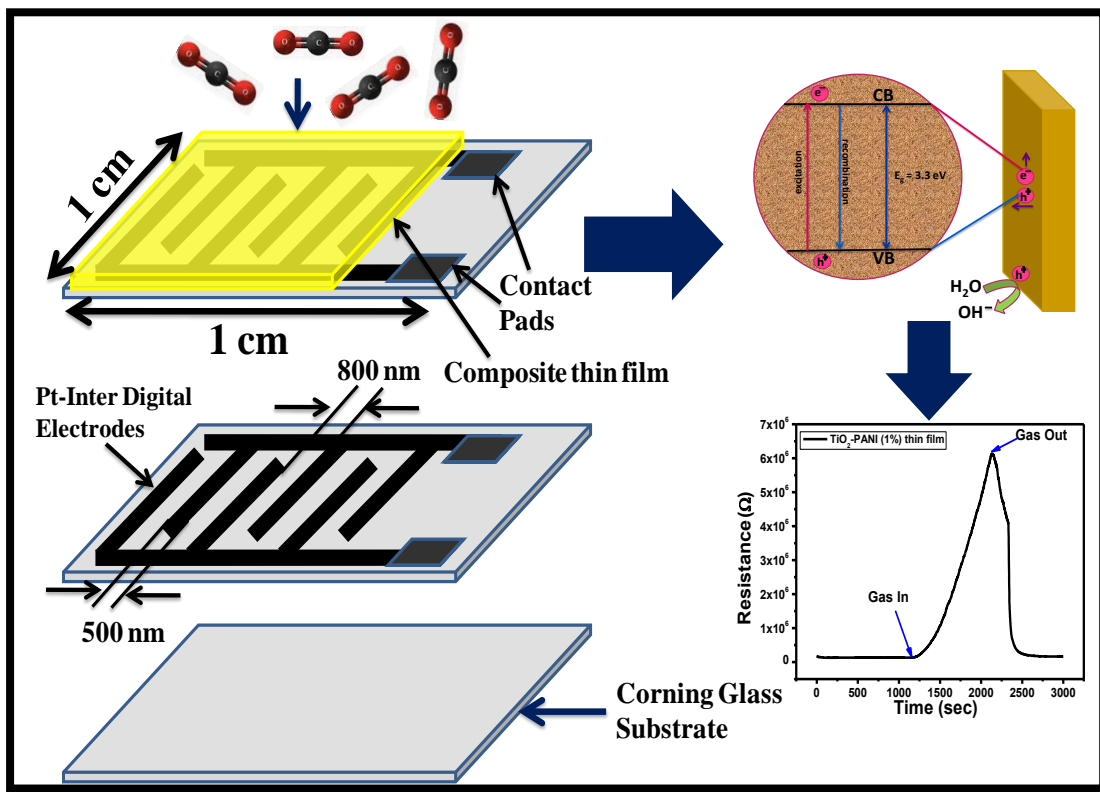 O C O
O C O
O C O
O C O
1 cm
1 cm
Contact
Pads
Composite thin film
800 nm
Pt-Inter Digital
Electrodes
500 nm
Corning Glass
Substrate
e⁻
CB
excitation
recombination
Eg = 3.3 eV
VB
h⁺
e⁻
h⁺
h⁺
H₂O
OH⁻
TiO₂-PANI (1%) thin film
Gas Out
Gas In
7x10⁶
6x10⁶
5x10⁶
4x10⁶
3x10⁶
2x10⁶
1x10⁶
0
Resistance (Ω)
0 500 1000 1500 2000 2500 3000
Time (sec)